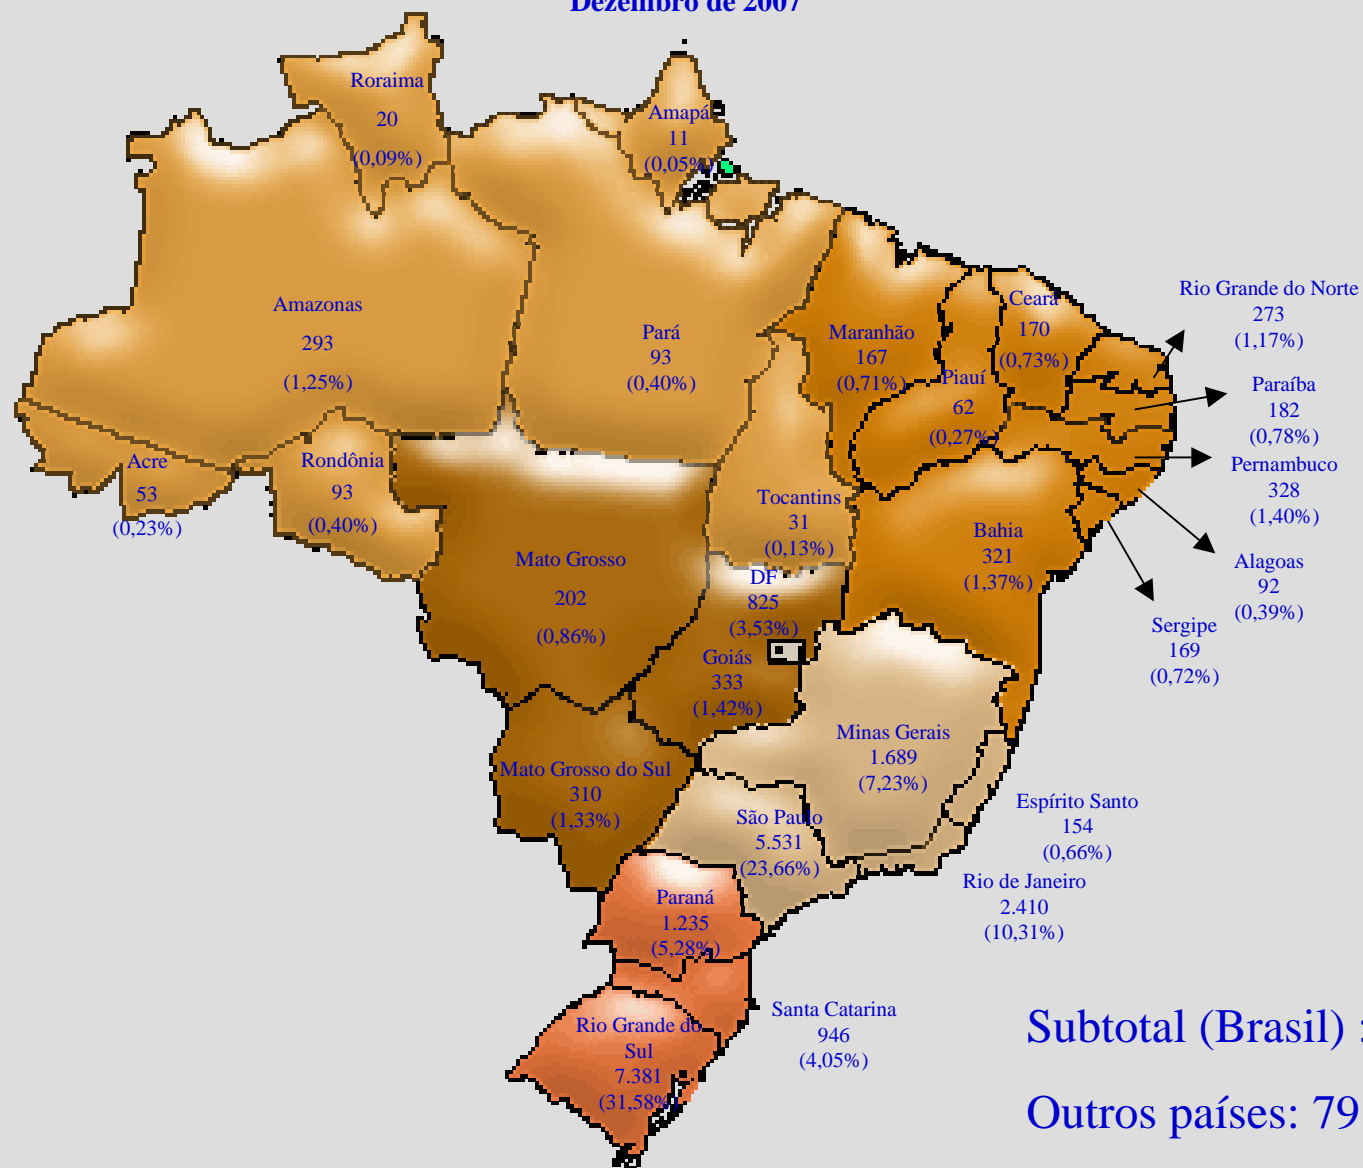 Dezembro de 2007
Roraima
20
(0,09%)
Amapá
11
(0,05%)
Amazonas
293
(1,25%)
Pará
93
(0,40%)
Maranhão
167
(0,71%)
Piauí
62
(0,27%)
Ceará
170
(0,73%)
Rio Grande do Norte
273
(1,17%)
Paraíba
182
(0,78%)
Pernambuco
328
(1,40%)
Alagoas
92
(0,39%)
Sergipe
169
(0,72%)
Acre
53
(0,23%)
Rondônia
93
(0,40%)
Tocantins
31
(0,13%)
Bahia
321
(1,37%)
Mato Grosso
202
(0,86%)
DF
825
(3,53%)
Goiás
333
(1,42%)
Mato Grosso do Sul
310
(1,33%)
Minas Gerais
1.689
(7,23%)
Espírito Santo
154
(0,66%)
São Paulo
5.531
(23,66%)
Rio de Janeiro
2.410
(10,31%)
Paraná
1.235
(5,28%)
Santa Catarina
946
(4,05%)
Rio Grande do
Sul
7.381
(31,58%)
Subtotal (Brasil) :
Outros países: 79